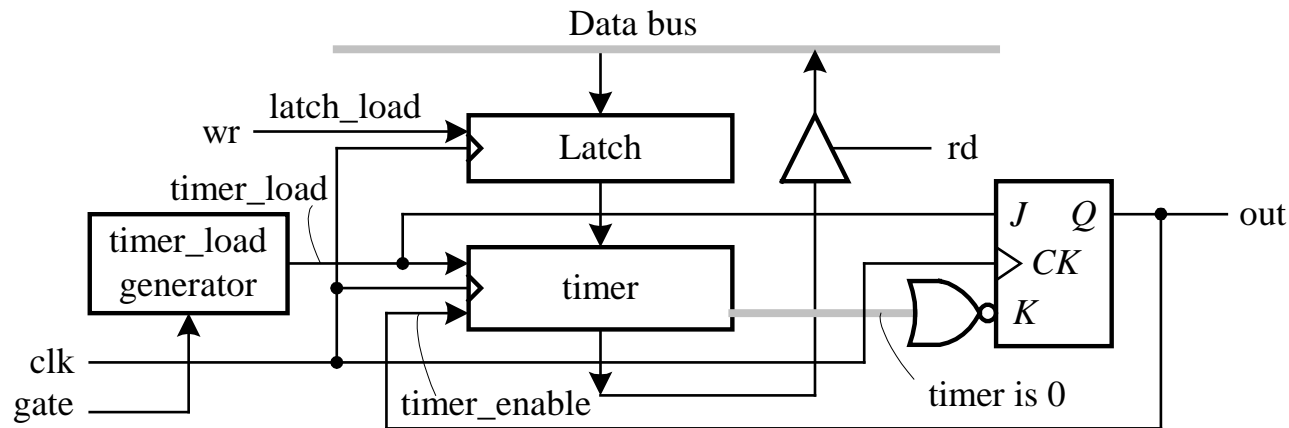 Data bus
latch_load
wr
Latch
rd
timer_load
timer_load
generator
timer
J
Q
CK
K
out
clk
gate
timer_enable
timer is 0